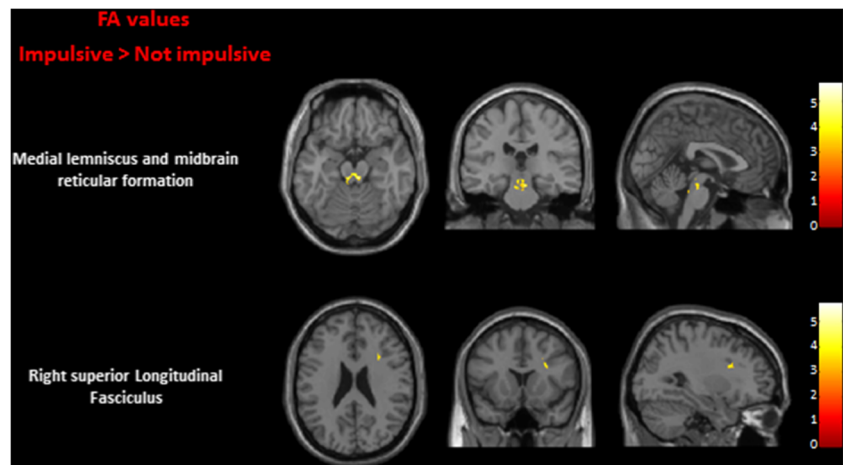 FA values
Impulsive > Not impulsive
Medial lemniscus and midbrain
reticular formation
5
4
3
2
1
0
Right superior Longitudinal
Fasciculus
5
4
3
2
1
0